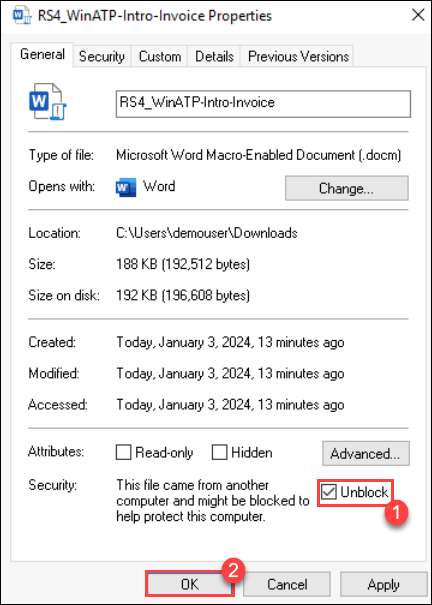 RS4_WinATP-Intro-Invoice Properties
General Security Custom Details Previous Versions
RS4_WinATP-Intro-Invoice
Type of file: Microsoft Word Macro-Enabled Document (.docm)
Opens with: Word Change...
Location: C:\Users\demouser\Downloads
Size: 188 KB (192,512 bytes)
Size on disk: 192 KB (196,608 bytes)
Created: Today, January 3, 2024, 13 minutes ago
Modified: Today, January 3, 2024, 13 minutes ago
Accessed: Today, January 3, 2024, 13 minutes ago
Attributes: Read-only Hidden Advanced...
Security: This file came from another
computer and might be blocked to
help protect this computer.
Unblock
1
2
OK Cancel Apply